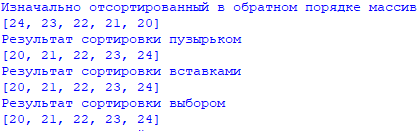 Изначально отсортированный в обратном порядке массив
[24, 23, 22, 21, 20]
Результат сортировки пузырьком
[20, 21, 22, 23, 24]
Результат сортировки вставками
[20, 21, 22, 23, 24]
Результат сортировки выбором
[20, 21, 22, 23, 24]